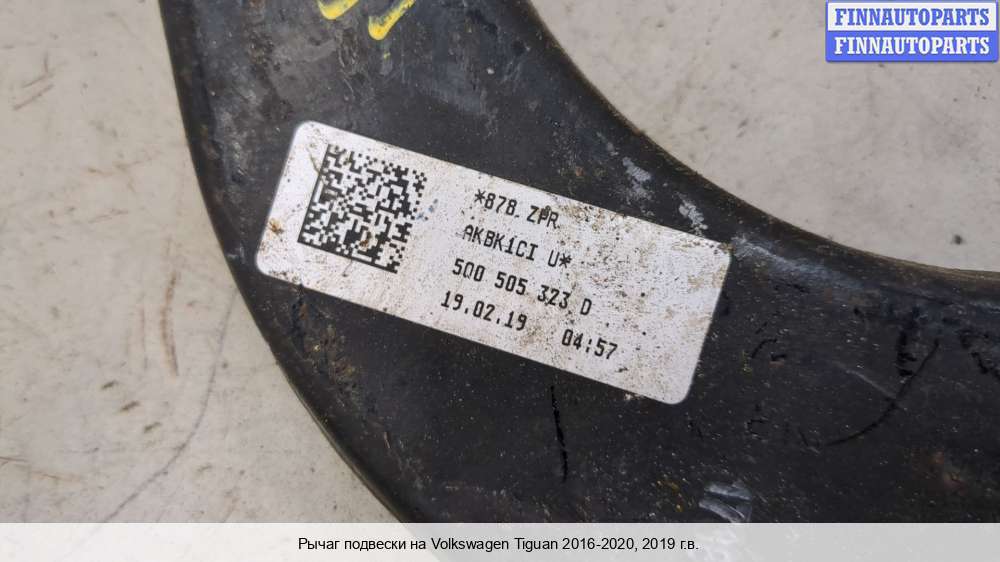 FINNAUTOPARTS
FINNAUTOPARTS
*878 ZPR
AKBK1CI U*
5Q0 505 323 D
19.02.19 04:57
Рычаг подвески на Volkswagen Tiguan 2016-2020, 2019 г.в.